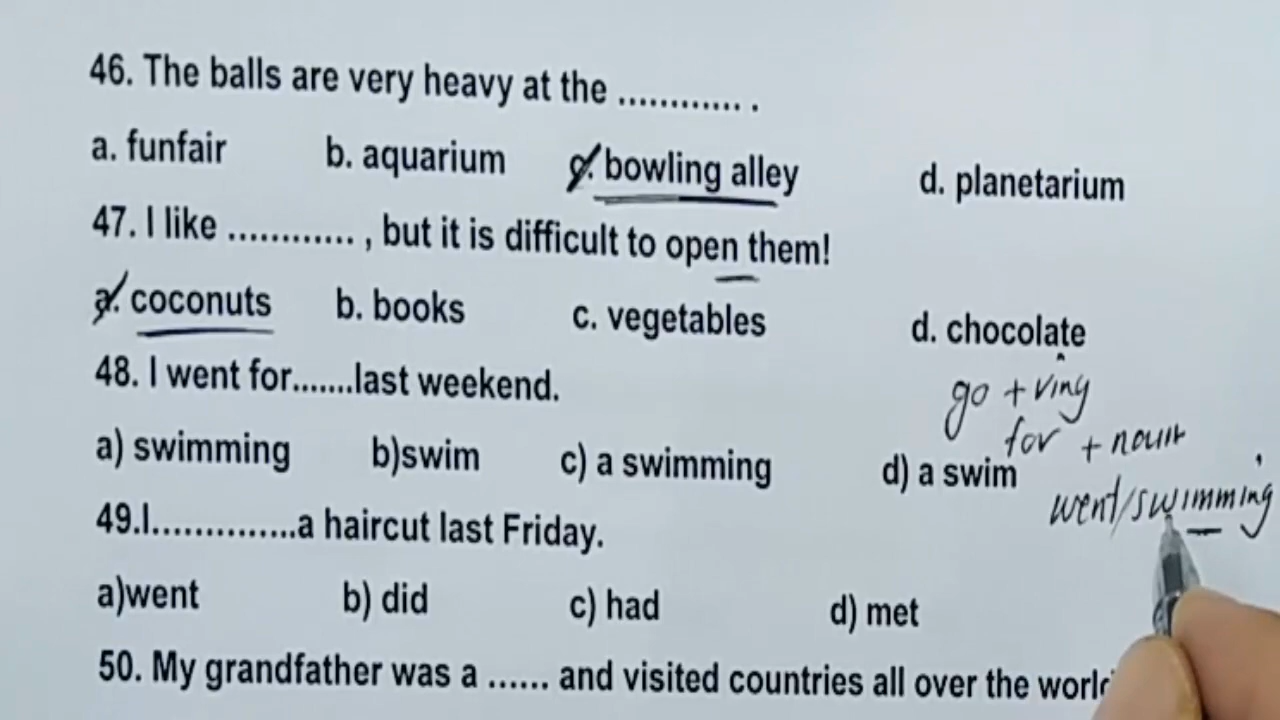 46. The balls are very heavy at the ............ .
a. funfair b. aquarium c. bowling alley d. planetarium
47. I like ............ , but it is difficult to open them!
a. coconuts b. books c. vegetables d. chocolate
go + ving
48. I went for.......last weekend.
for + noun
a) swimming b)swim c) a swimming d) a swim
went/swimming
49.I..............a haircut last Friday.
a)went b) did c) had d) met
50. My grandfather was a ...... and visited countries all over the world